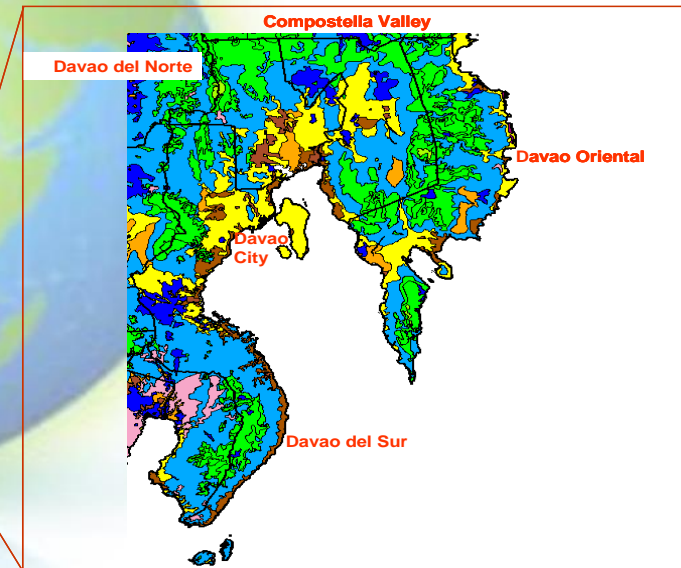 Compostella Valley
Davao del Norte
Davao Oriental
Davao
City
Davao del Sur